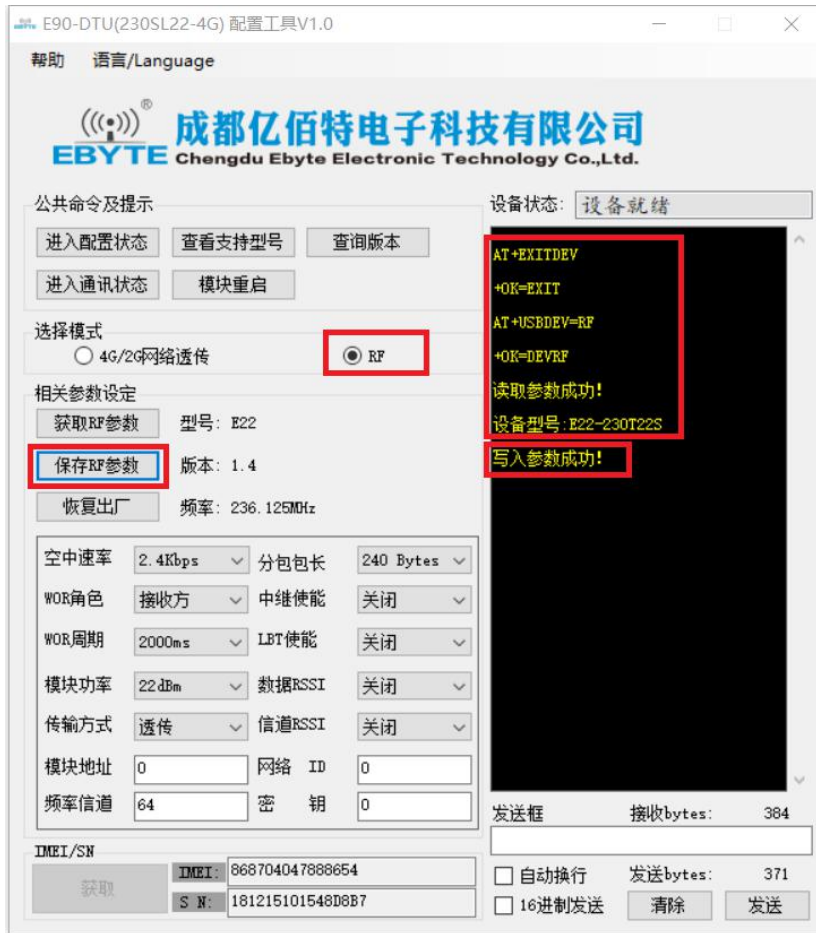 E90-DTU(230SL22-4G) 配置工具V1.0
帮助 语言/Language
((•)) ®
EBYTE
成都亿佰特电子科技有限公司
Chengdu Ebyte Electronic Technology Co.,Ltd.
公共命令及提示
进入配置状态 查看支持型号 查询版本
进入通讯状态 模块重启
选择模式
4G/2G网络透传 RF
相关参数设定
获取RF参数 型号: E22
保存RF参数 版本: 1.4
恢复出厂 频率: 236.125MHz
空中速率 2.4Kbps 分包包长 240 Bytes
WOR角色 接收方 中继使能 关闭
WOR周期 2000ms LBT使能 关闭
模块功率 22dBm 数据RSSI 关闭
传输方式 透传 信道RSSI 关闭
模块地址 0 网络 ID 0
频率信道 64 密 钥 0
IMEI/SN
获取
IMEI: 868704047888654
S N: 181215101548D8B7
设备状态: 设备就绪
AT+EXITDEV
+OK=EXIT
AT+USBDEV=RF
+OK=DEVRF
读取参数成功!
设备型号:E22-230T22S
写入参数成功!
发送框 接收bytes: 384
自动换行 发送bytes: 371
16进制发送 清除 发送